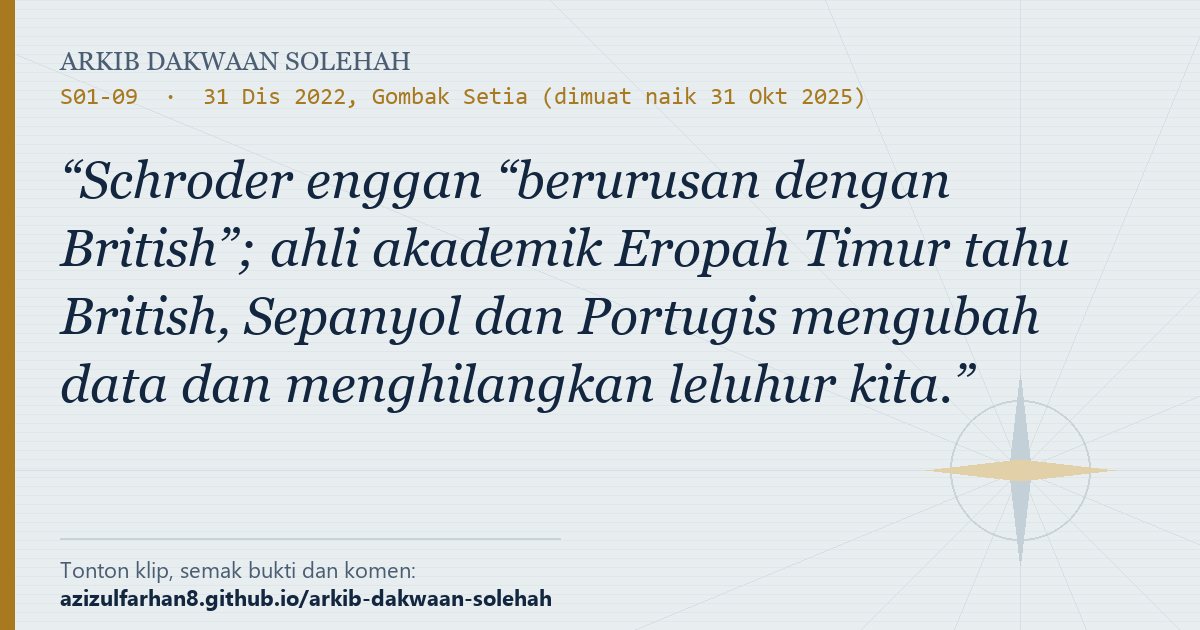 ARKIB DAKWAAN SOLEHAH
S01-09 · 31 Dis 2022, Gombak Setia (dimuat naik 31 Okt 2025)
“Schroder enggan “berurusan dengan
British”; ahli akademik Eropah Timur tahu
British, Sepanyol dan Portugis mengubah
data dan menghilangkan leluhur kita.”
Tonton klip, semak bukti dan komen:
azizulfarhan8.github.io/arkib-dakwaan-solehah